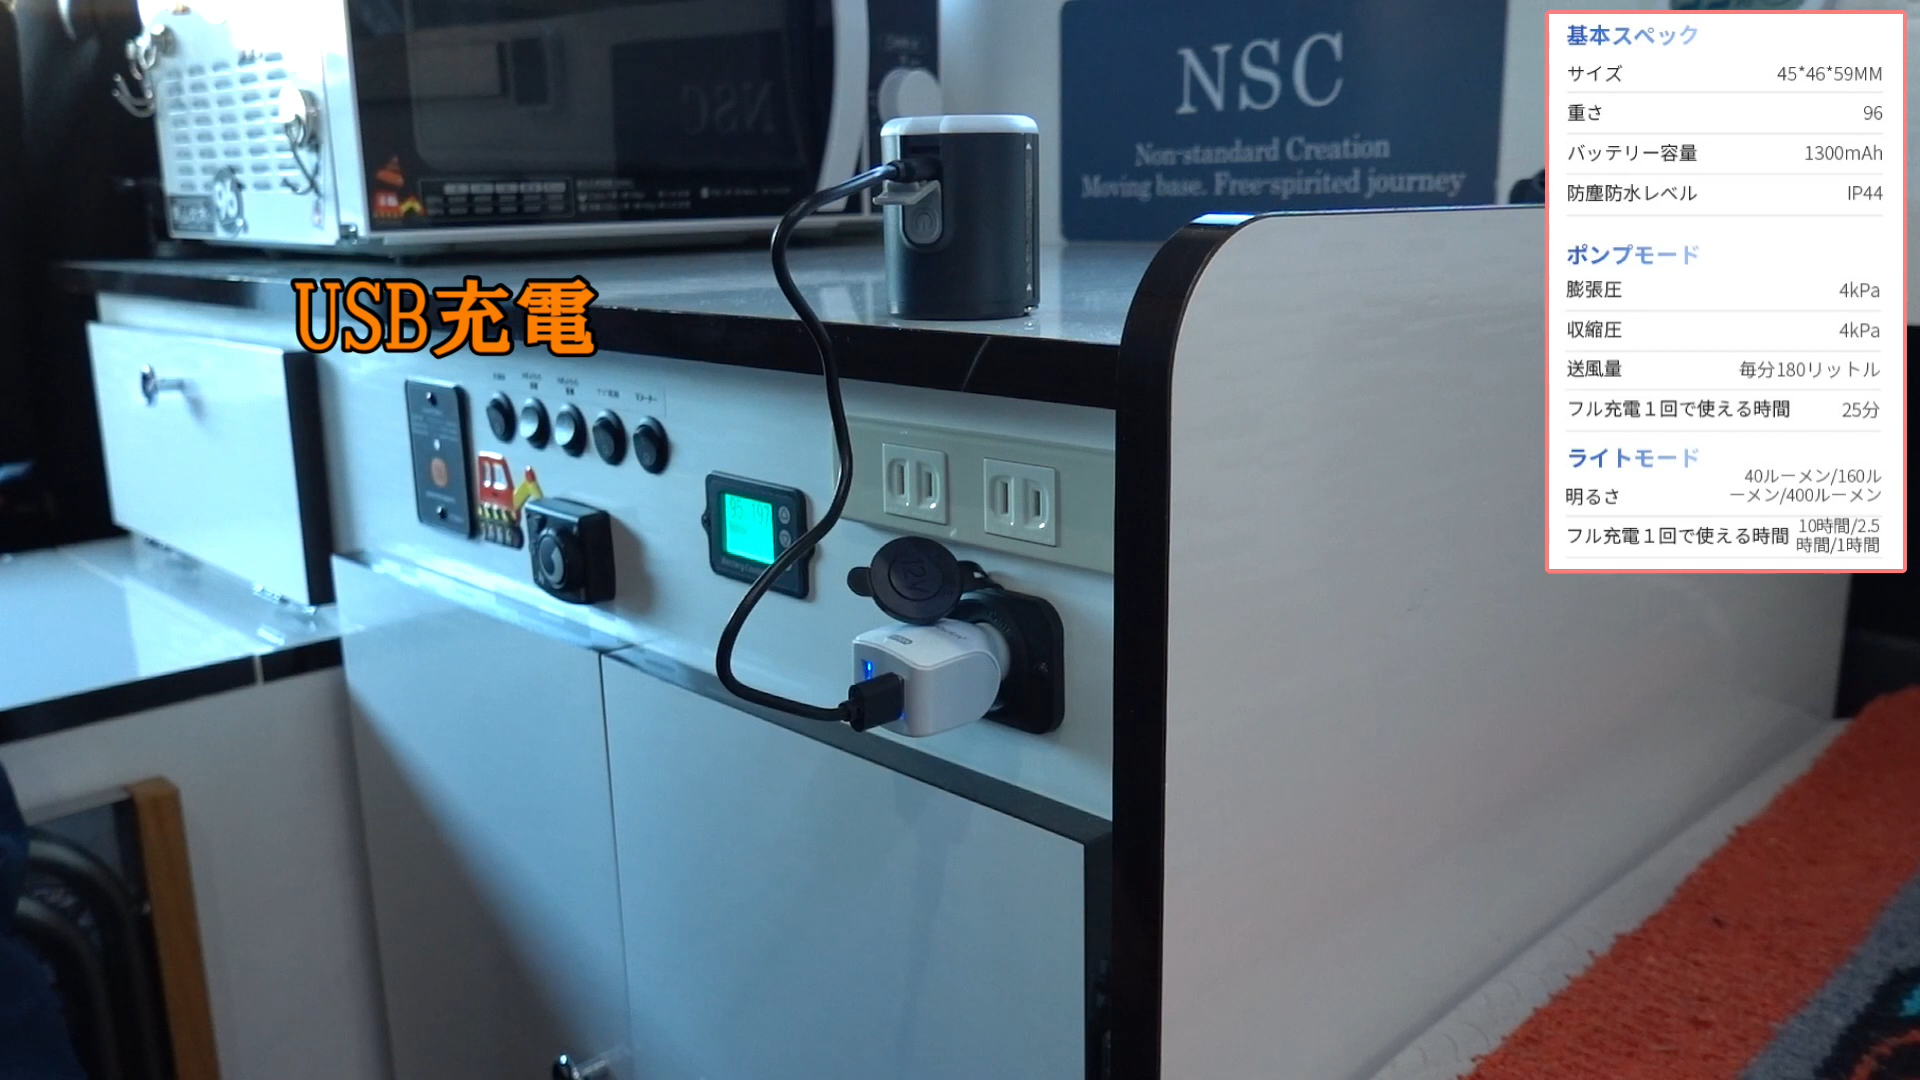 NSC
Non-standard Creation
Moving base. Free-spirited journey
USB充電
12V
基本スペック
サイズ 45*46*59MM
重さ 96
バッテリー容量 1300mAh
防塵防水レベル IP44
ポンプモード
膨張圧 4kPa
収縮圧 4kPa
送風量 毎分180リットル
フル充電1回で使える時間 25分
ライトモード
明るさ 40ルーメン/160ル
ーメン/400ルーメン
フル充電1回で使える時間 10時間/2.5
時間/1時間